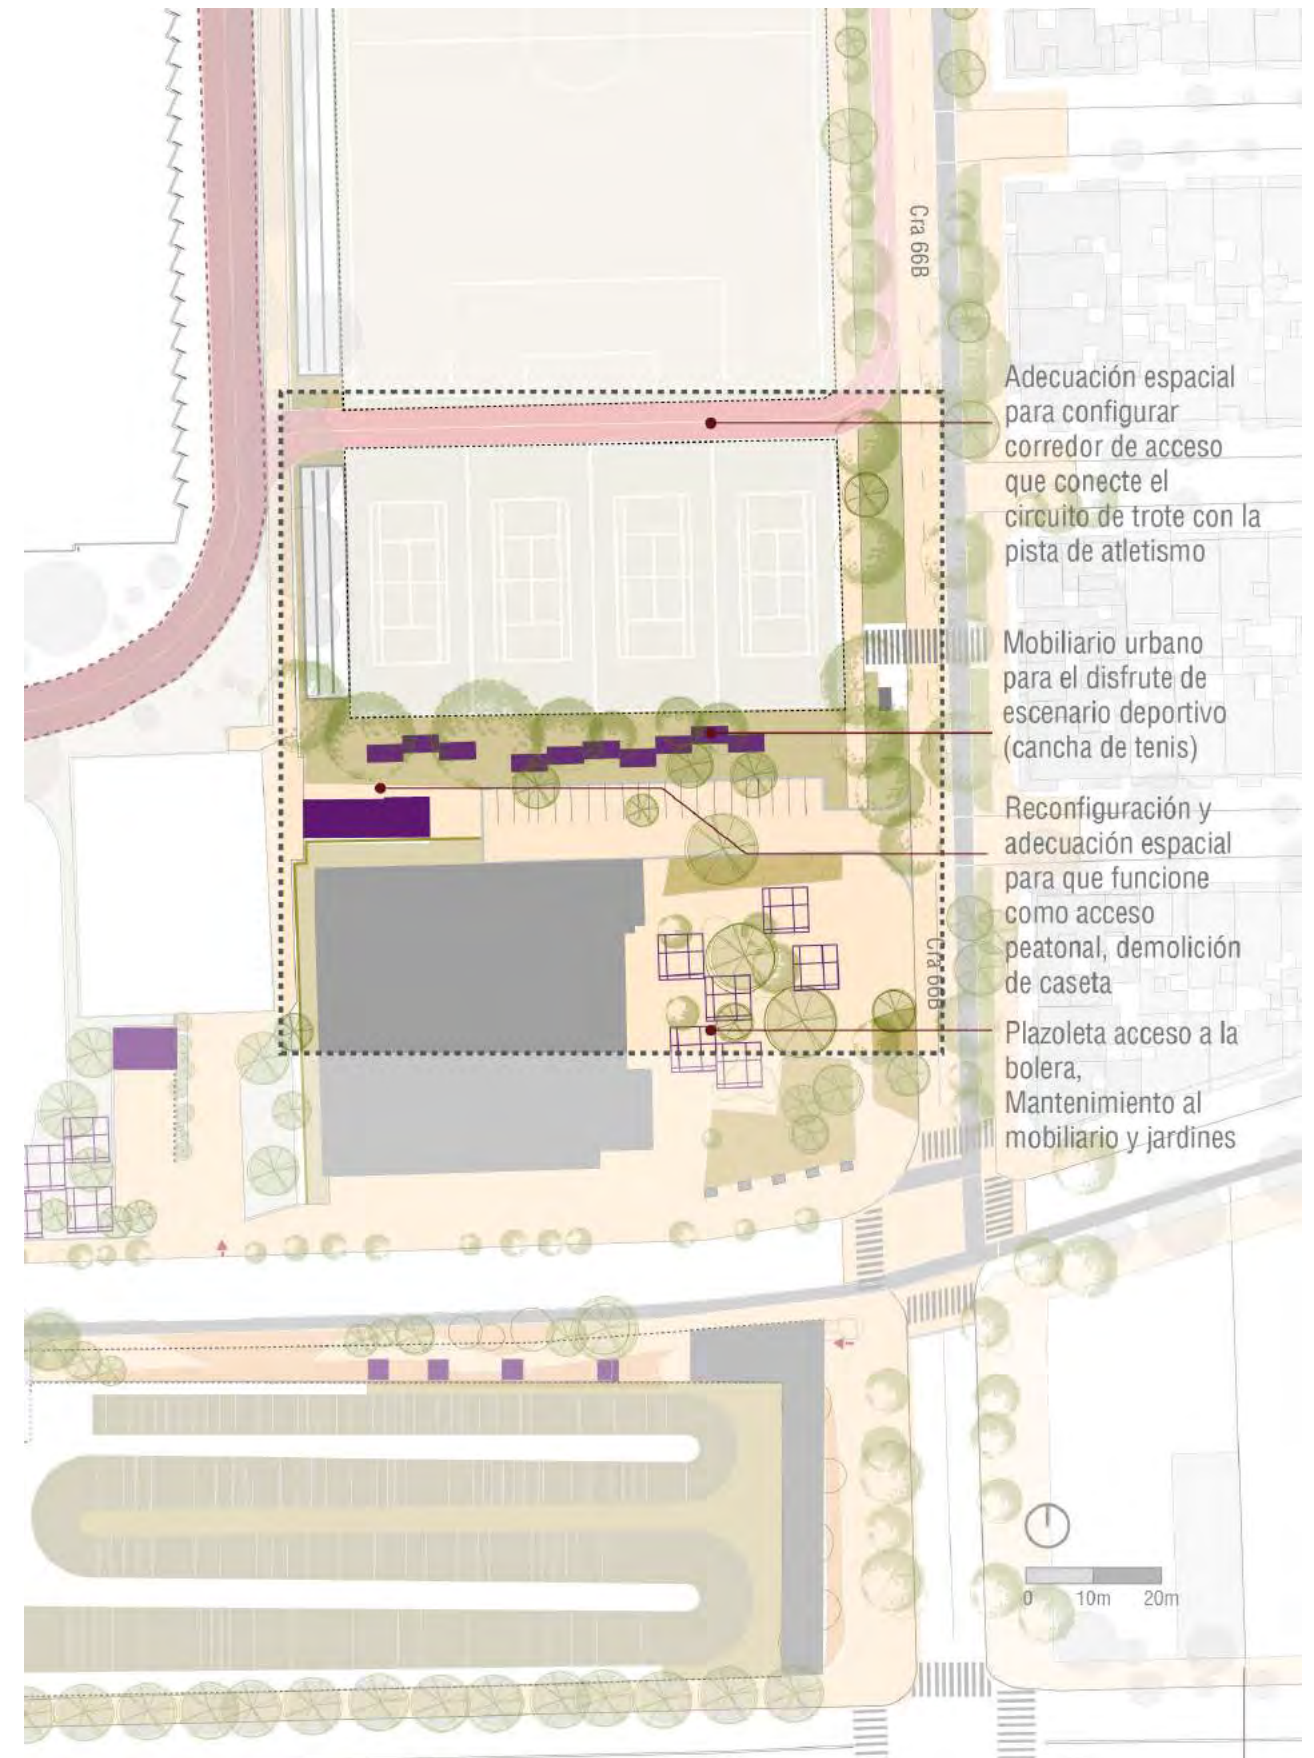 Cra 66B
Adecuación espacial
para configurar
corredor de acceso
que conecte el
circuito de trote con la
pista de atletismo
Mobiliario urbano
para el disfrute de
escenario deportivo
(cancha de tenis)
Reconfiguración y
adecuación espacial
para que funcione
como acceso
peatonal, demolición
de caseta
Cra 66B
Plazoleta acceso a la
bolera,
Mantenimiento al
mobiliario y jardines
0 10m 20m